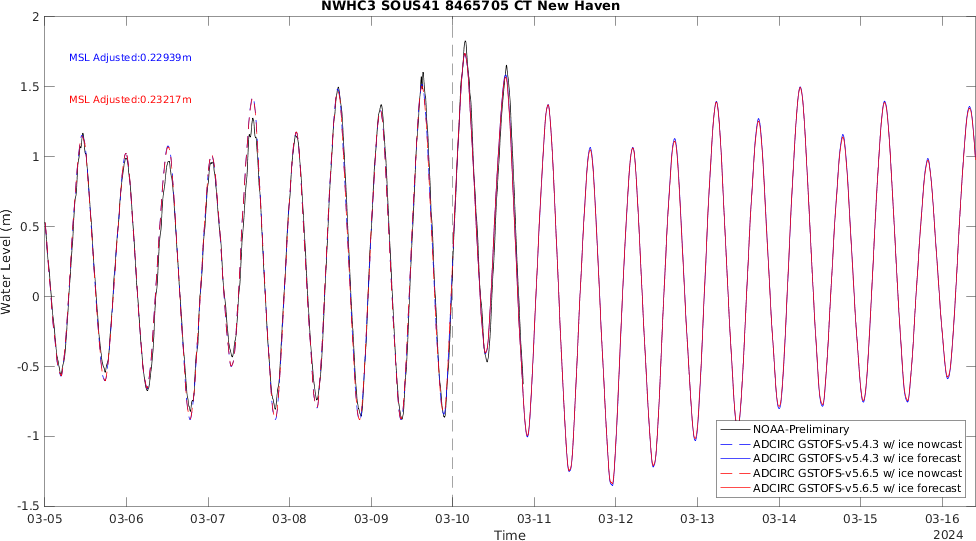 NWHC3 SOUS41 8465705 CT New Haven
MSL Adjusted:0.22939m
MSL Adjusted:0.23217m
Water Level (m)
2
1.5
1
0.5
0
-0.5
-1
-1.5
NOAA-Preliminary
ADCIRC GSTOFS-v5.4.3 w/ ice nowcast
ADCIRC GSTOFS-v5.4.3 w/ ice forecast
ADCIRC GSTOFS-v5.6.5 w/ ice nowcast
ADCIRC GSTOFS-v5.6.5 w/ ice forecast
03-05 03-06 03-07 03-08 03-09 03-10 03-11 03-12 03-13 03-14 03-15 03-16
Time
2024